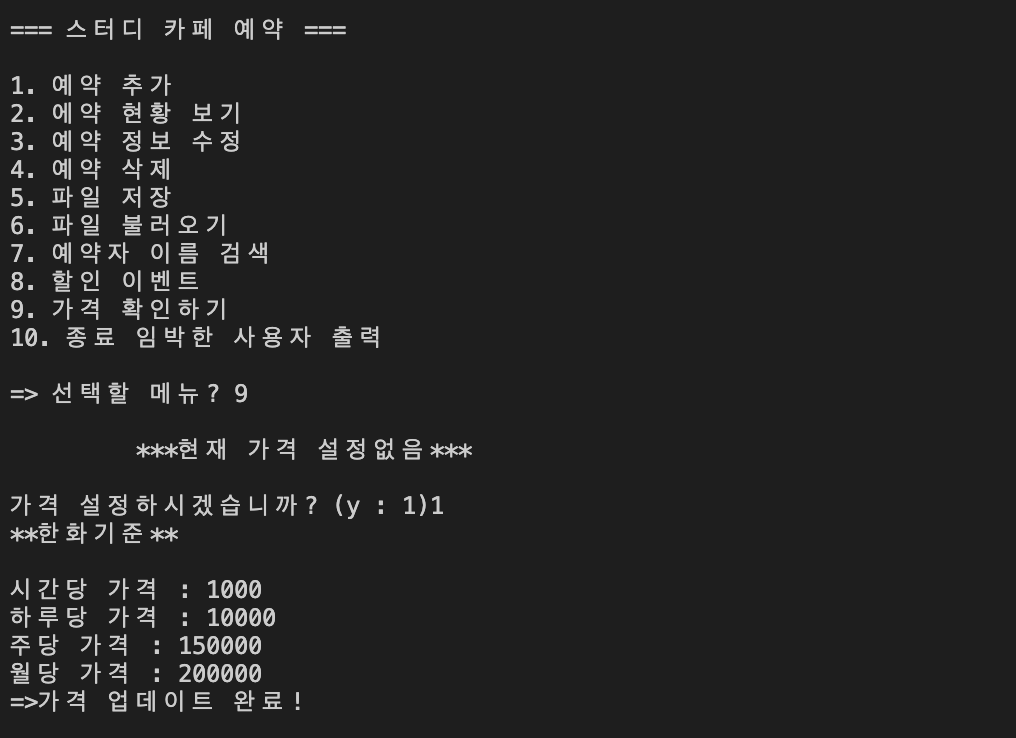 === 스터디 카페 예약 ===
1. 예약 추가
2. 에약 현황 보기
3. 예약 정보 수정
4. 예약 삭제
5. 파일 저장
6. 파일 불러오기
7. 예약자 이름 검색
8. 할인 이벤트
9. 가격 확인하기
10. 종료 임박한 사용자 출력
=> 선택할 메뉴? 9
***현재 가격 설정없음***
가격 설정하시겠습니까? (y : 1)1
**한화기준**
시간당 가격 : 1000
하루당 가격 : 10000
주당 가격 : 150000
월당 가격 : 200000
=>가격 업데이트 완료!